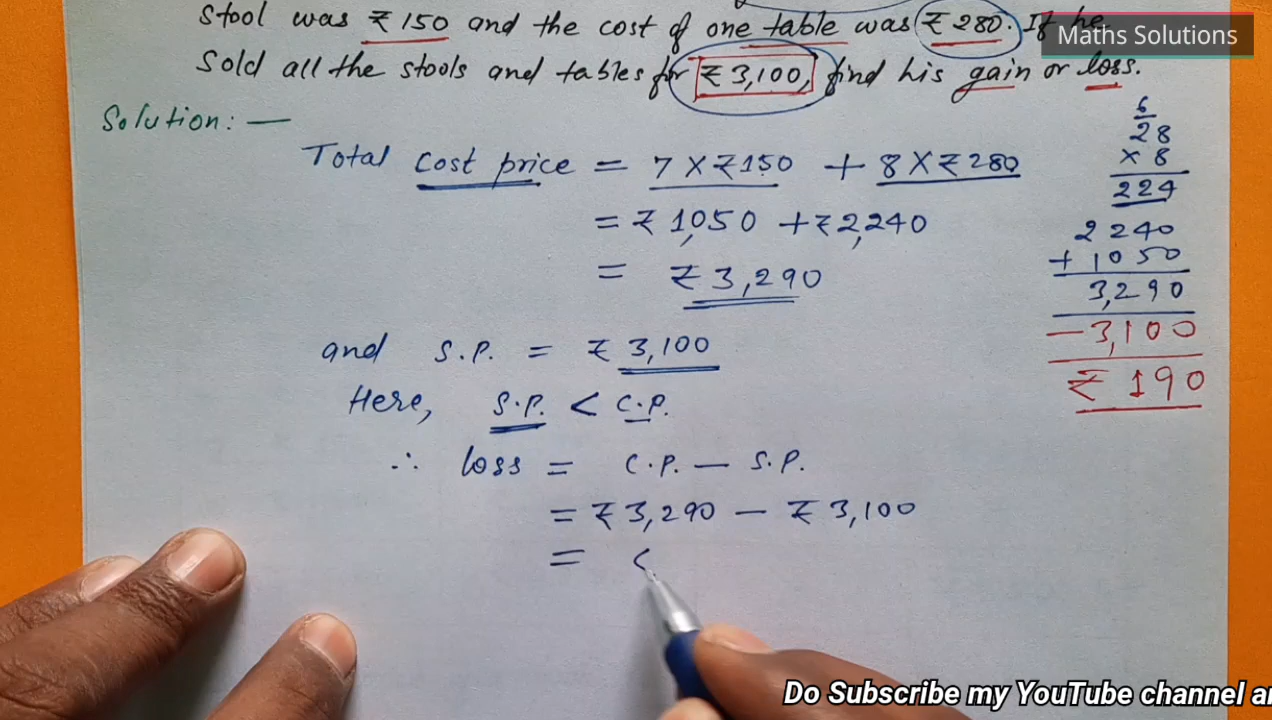 Stool was ₹150 and the cost of one table was ₹280. If he
Maths Solutions
Sold all the stools and tables for ₹3,100, find his gain or loss.
Solution: —
Total cost price = 7 X ₹150 + 8 X ₹280
= ₹1,050 + ₹2,240
= ₹3,290
and S.P. = ₹3,100
Here, S.P. < C.P.
∴ loss = C.P. — S.P.
= ₹3,290 — ₹3,100
=
6
28
× 8
224
2240
+ 1050
3,290
— 3,100
₹ 190
Do Subscribe my YouTube channel